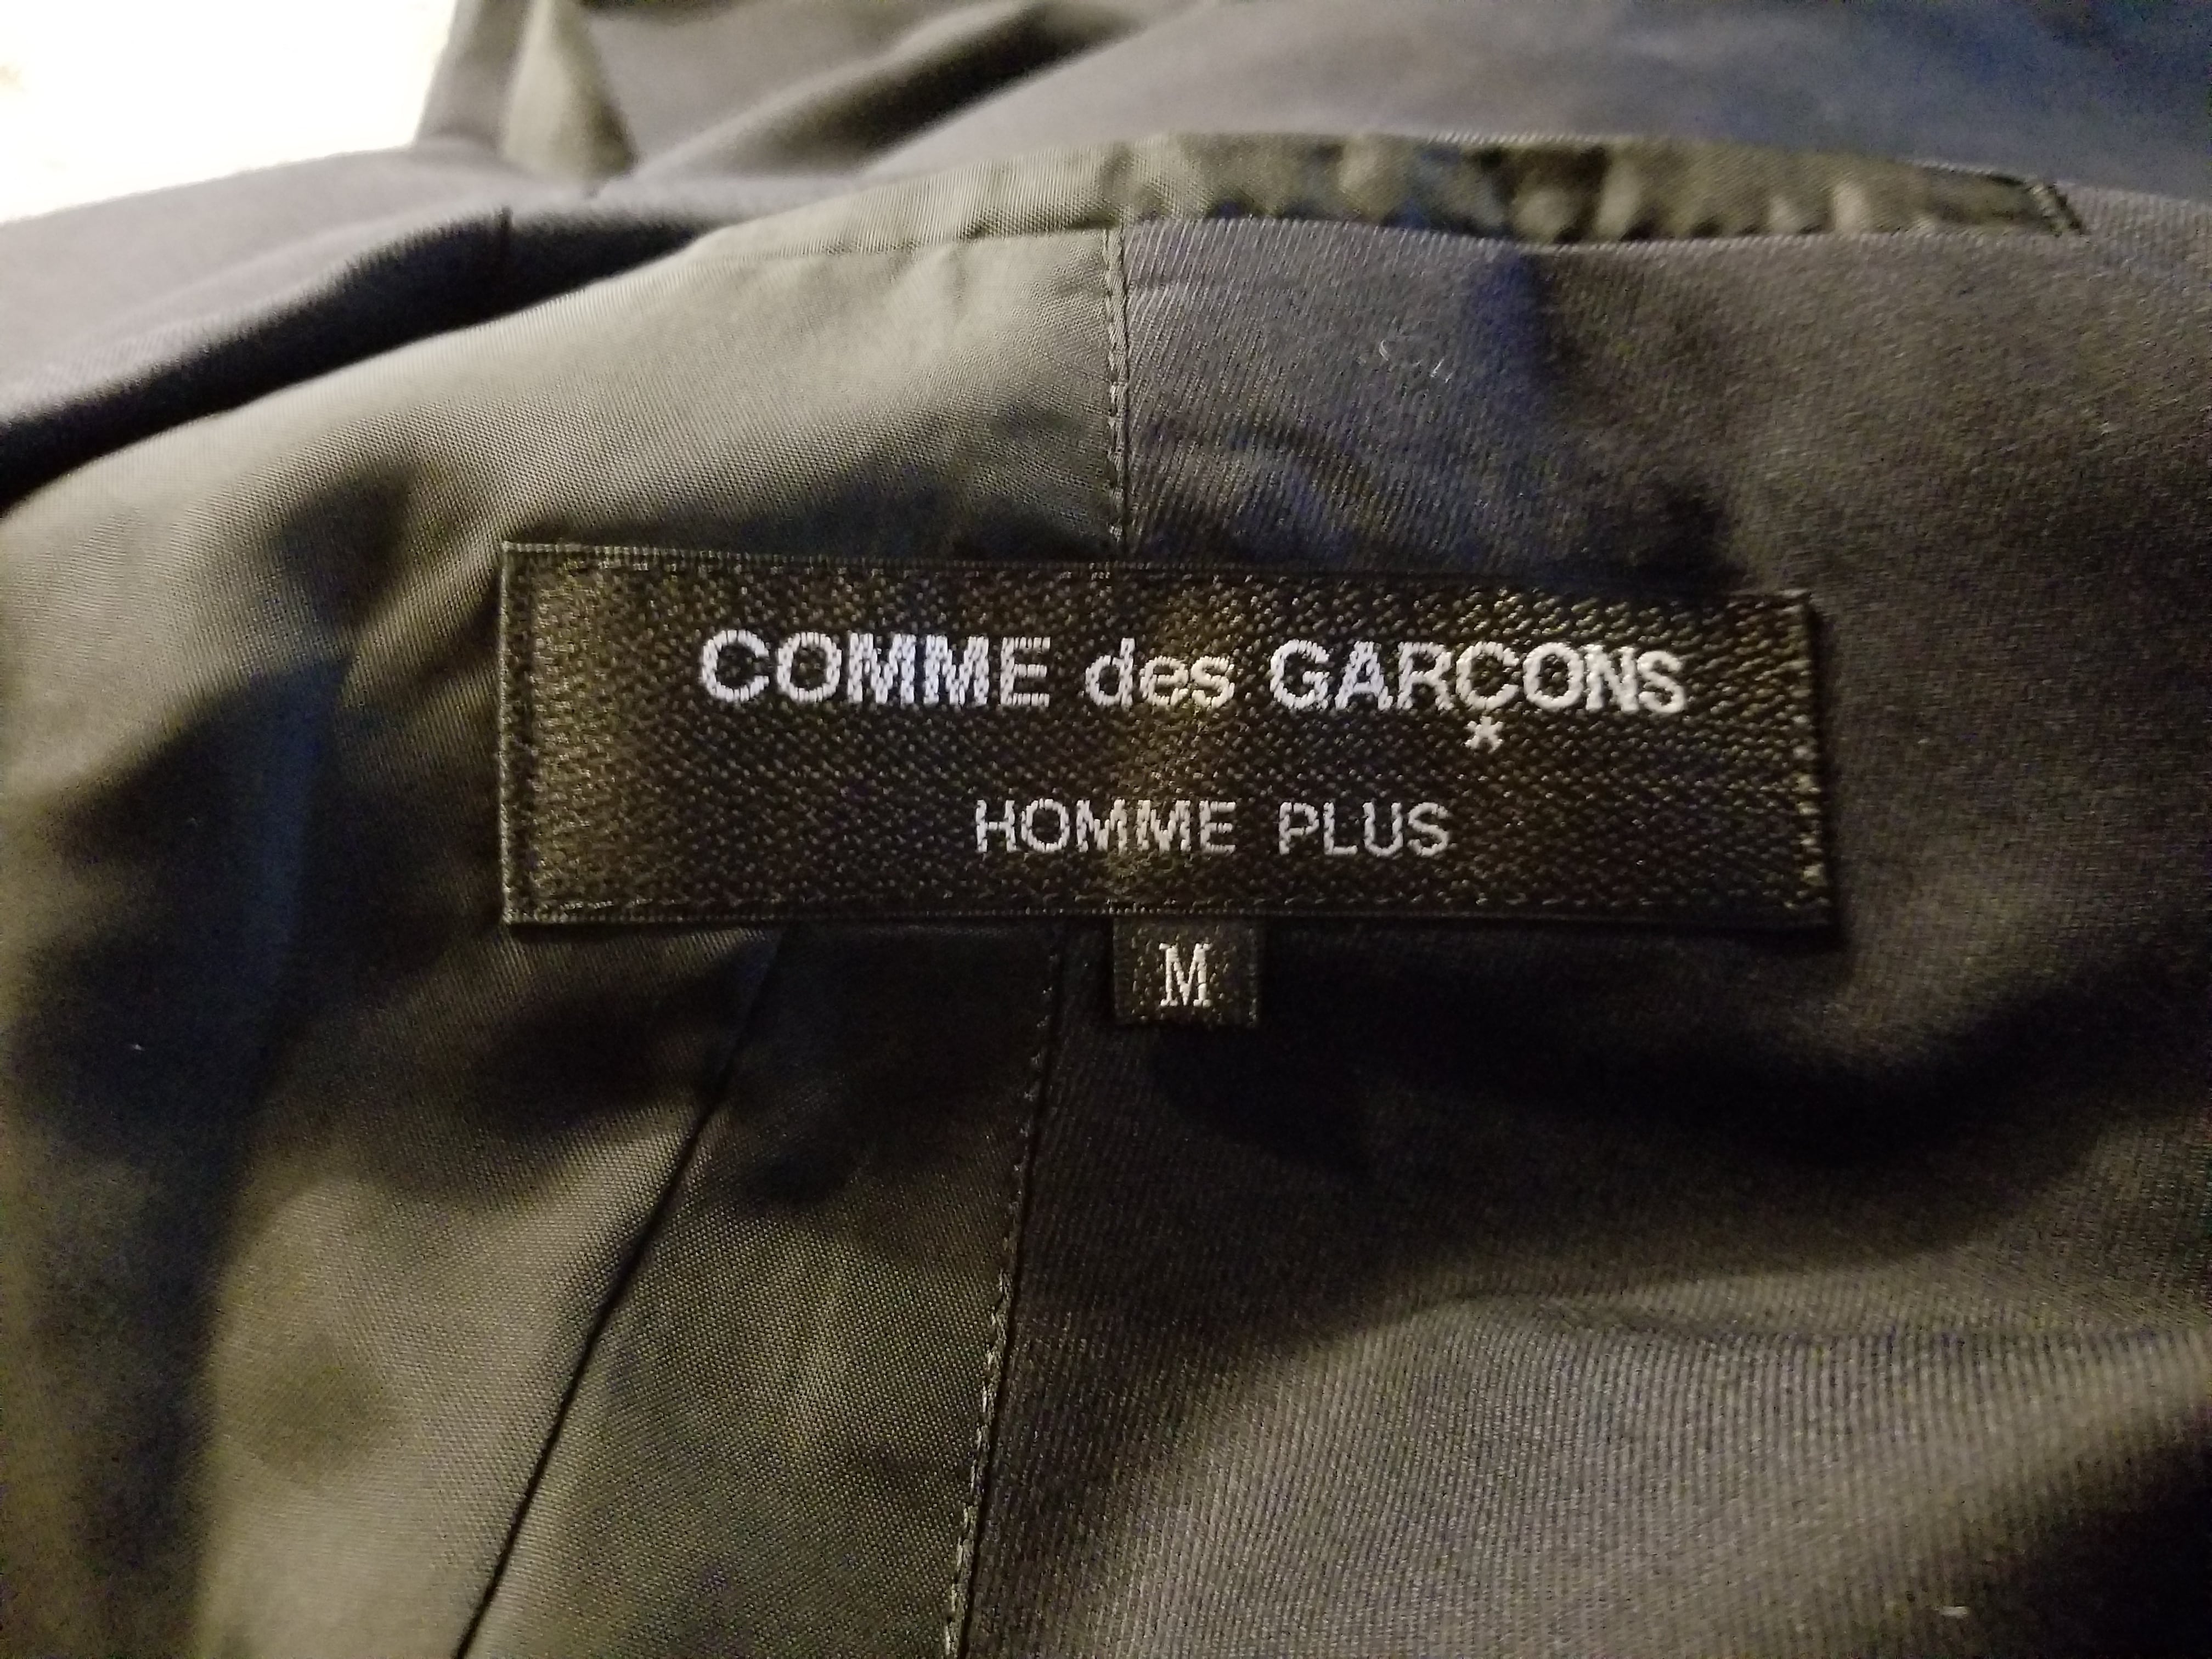 COMME des GARÇONS
*
HOMME PLUS
M